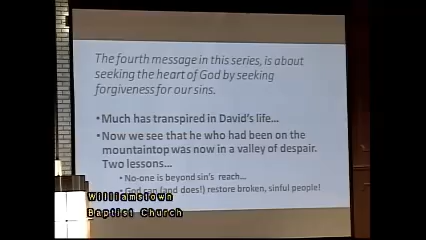 The fourth message in this series, is about
seeking the heart of God by seeking
forgiveness for our sins.
•Much has transpired in David's life...
•Now we see that he who had been on the
mountaintop was now in a valley of despair.
Two lessons...
•No-one is beyond sin's reach...
•God can (and does!) restore broken, sinful people!
Williamstown
Baptist Church